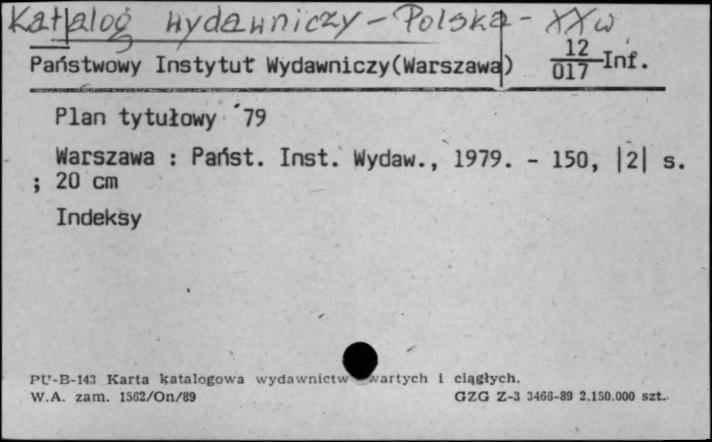 Katalog wydawniczy - Polska - XX w
Państwowy Instytut Wydawniczy(Warszawa) 12/017 Inf.
Plan tytułowy '79
Warszawa : Państ. Inst. Wydaw., 1979. - 150, |2| s.
; 20 cm
Indeksy
PU-B-143 Karta katalogowa wydawnictw zwartych i ciągłych.
W.A. zam. 1562/On/89 GZG Z-3 3466-89 2.150.000 szt.